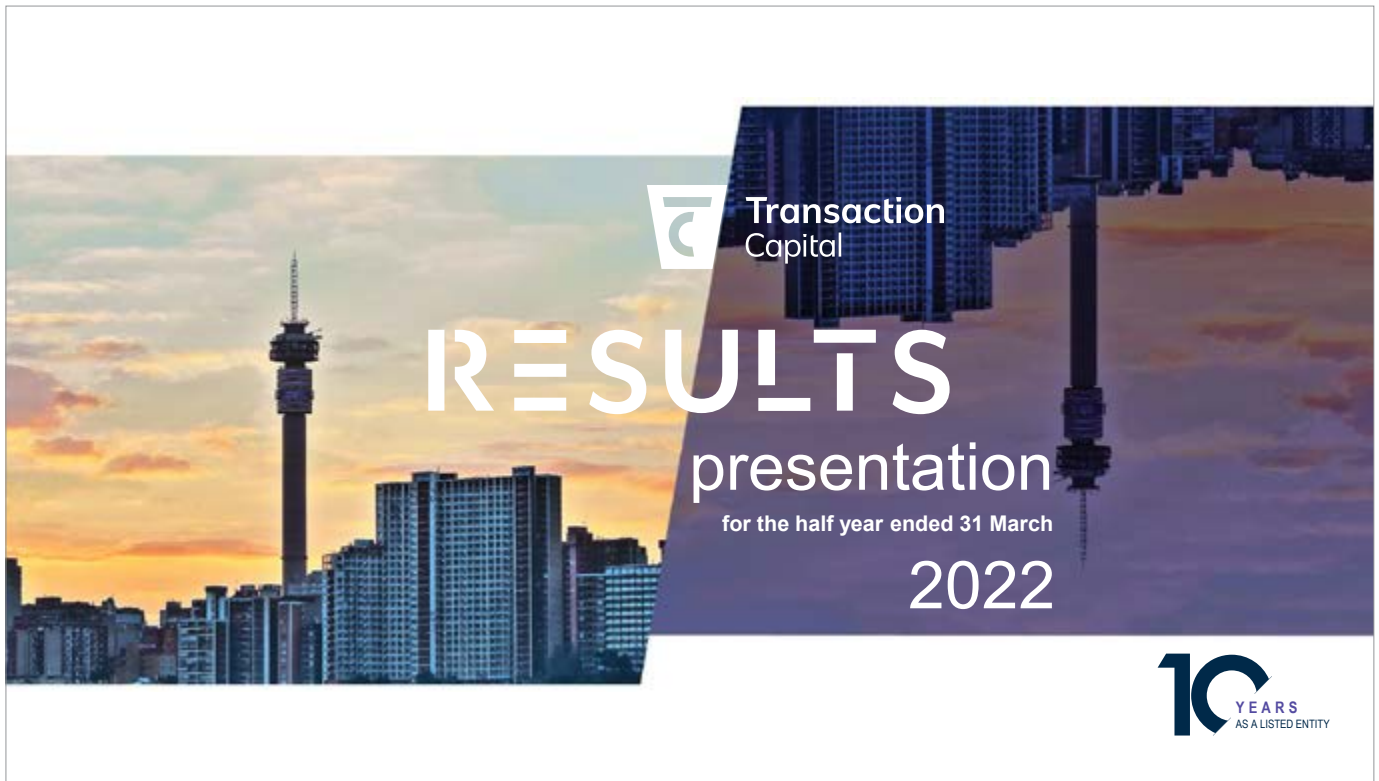 Transaction
Capital
RESULTS
presentation
for the half year ended 31 March
2022
10
YEARS
AS A LISTED ENTITY